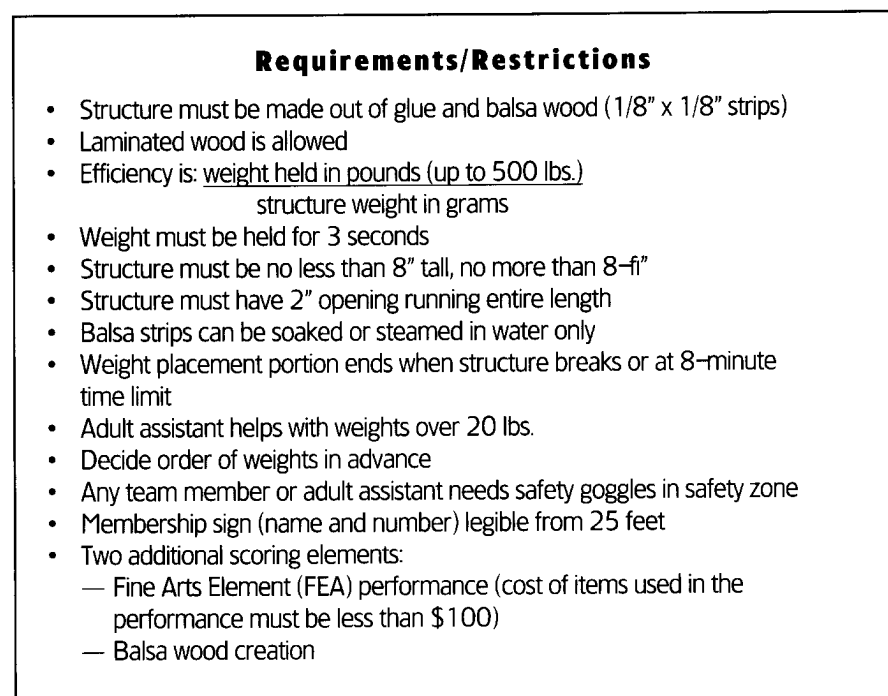 Requirements/Restrictions
• Structure must be made out of glue and balsa wood (1/8" x 1/8" strips)
• Laminated wood is allowed
• Efficiency is: weight held in pounds (up to 500 lbs.)
structure weight in grams
• Weight must be held for 3 seconds
• Structure must be no less than 8" tall, no more than 8-fi"
• Structure must have 2" opening running entire length
• Balsa strips can be soaked or steamed in water only
• Weight placement portion ends when structure breaks or at 8-minute
time limit
• Adult assistant helps with weights over 20 lbs.
• Decide order of weights in advance
• Any team member or adult assistant needs safety goggles in safety zone
• Membership sign (name and number) legible from 25 feet
• Two additional scoring elements:
— Fine Arts Element (FEA) performance (cost of items used in the
performance must be less than $100)
— Balsa wood creation